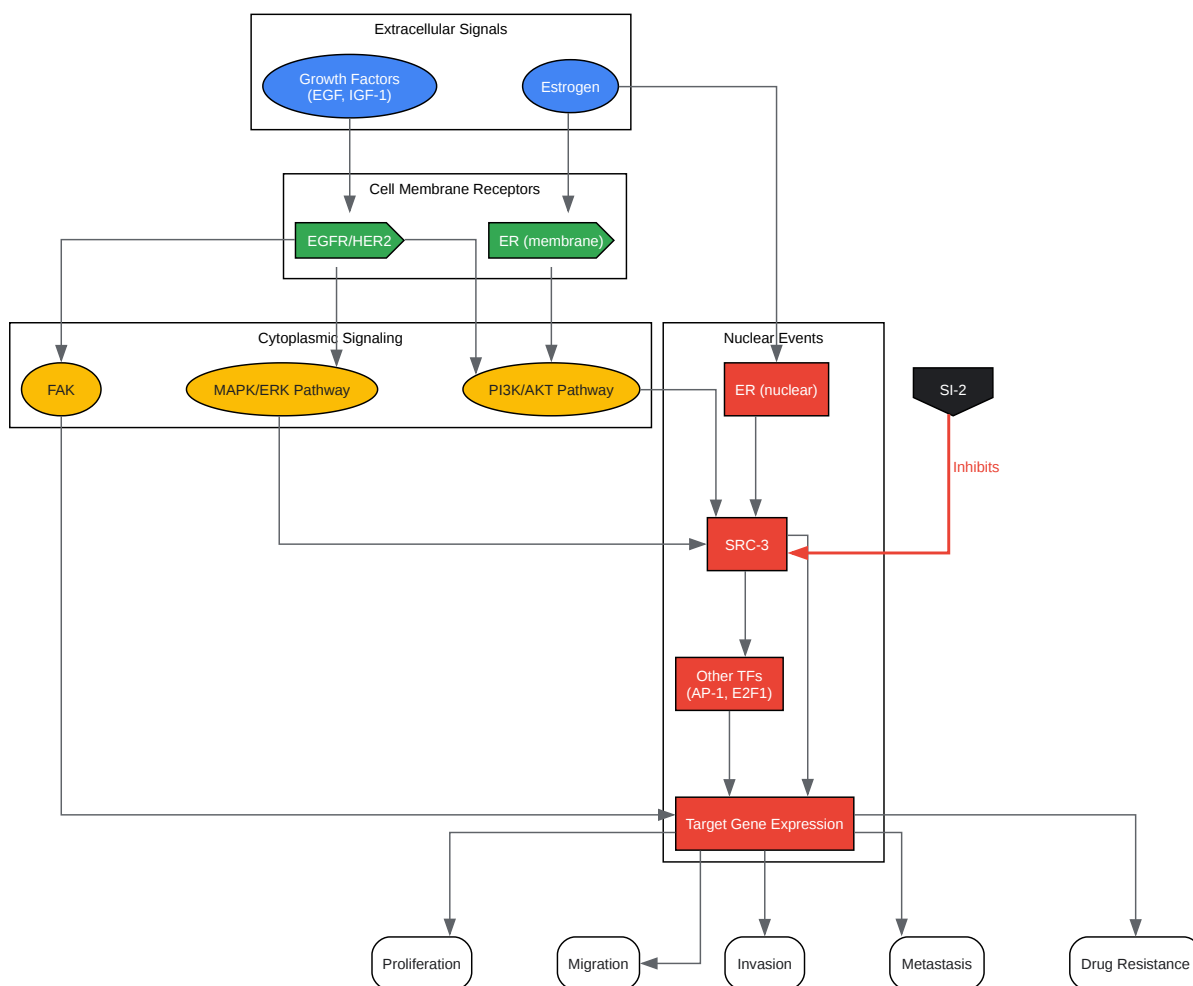 Extracellular Signals
Growth Factors
(EGF, IGF-1)
Estrogen
Cell Membrane Receptors
EGFR/HER2
ER (membrane)
Cytoplasmic Signaling
Nuclear Events
FAK
MAPK/ERK Pathway
PI3K/AKT Pathway
ER (nuclear)
SI-2
Inhibits
SRC-3
Other TFs
(AP-1, E2F1)
Target Gene Expression
Proliferation
Migration
Invasion
Metastasis
Drug Resistance